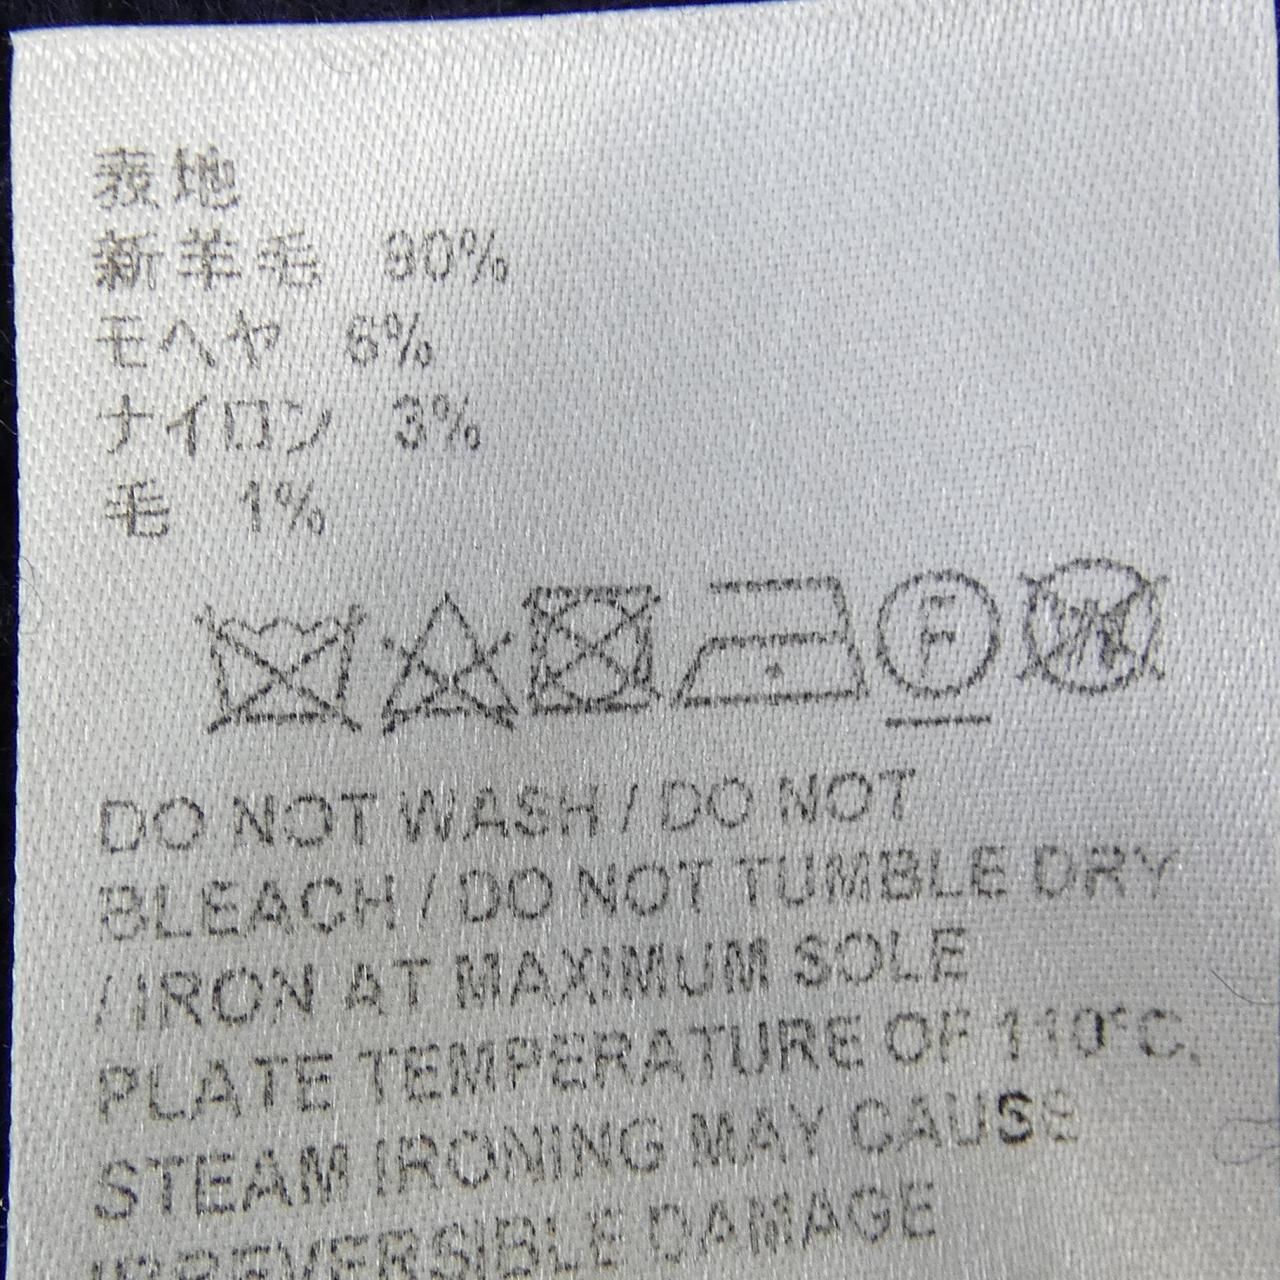 表地
新羊毛 90%
モヘヤ 6%
ナイロン 3%
毛 1%
F
W
DO NOT WASH / DO NOT
BLEACH / DO NOT TUMBLE DRY
/ IRON AT MAXIMUM SOLE
PLATE TEMPERATURE OF 110°C.
STEAM IRONING MAY CAUSE
IRREVERSIBLE DAMAGE